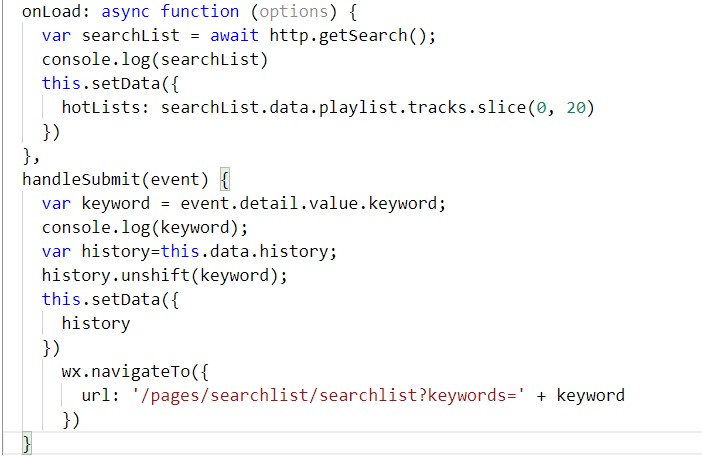 onLoad: async function (options) {
var searchList = await http.getSearch();
console.log(searchList)
this.setData({
hotLists: searchList.data.playlist.tracks.slice(0, 20)
})
},
handleSubmit(event) {
var keyword = event.detail.value.keyword;
console.log(keyword);
var history=this.data.history;
history.unshift(keyword);
this.setData({
history
})
wx.navigateTo({
url: '/pages/searchlist/searchlist?keywords=' + keyword
})
}